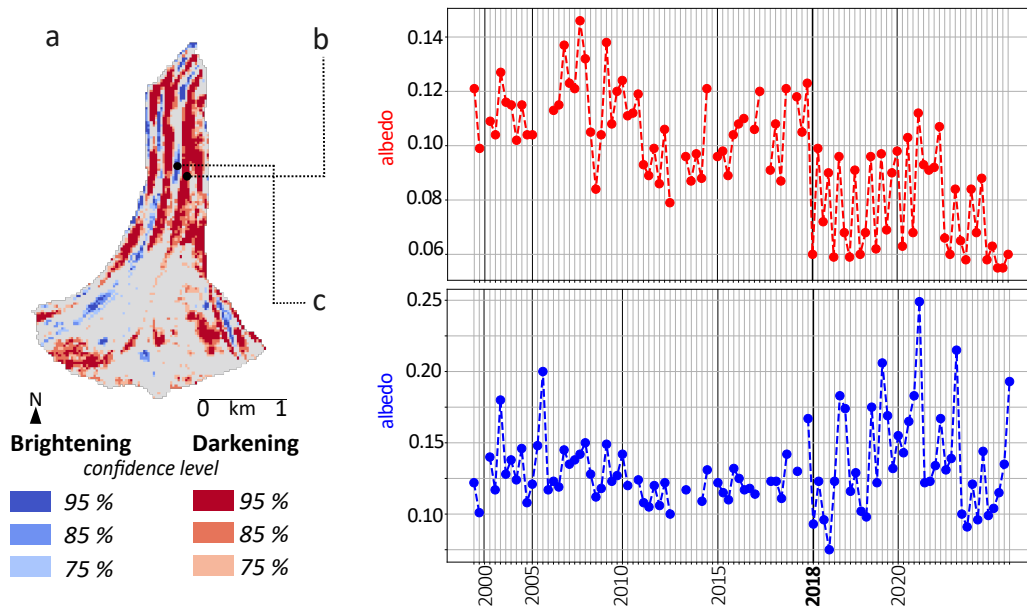 a
b
c
N
0 km 1
Brightening Darkening
confidence level
95 % 95 %
85 % 85 %
75 % 75 %
albedo
0.14
0.12
0.10
0.08
0.06
albedo
0.25
0.20
0.15
0.10
2000 2005 2010 2015 2018 2020